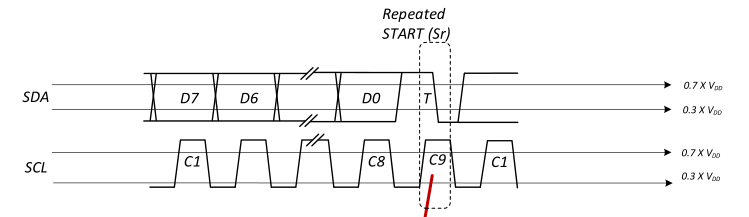 Repeated
START (Sr)
SDA
D7
D6
D0
T
0.7 X VDD
0.3 X VDD
SCL
C1
C8
C9
C1
0.7 X VDD
0.3 X VDD